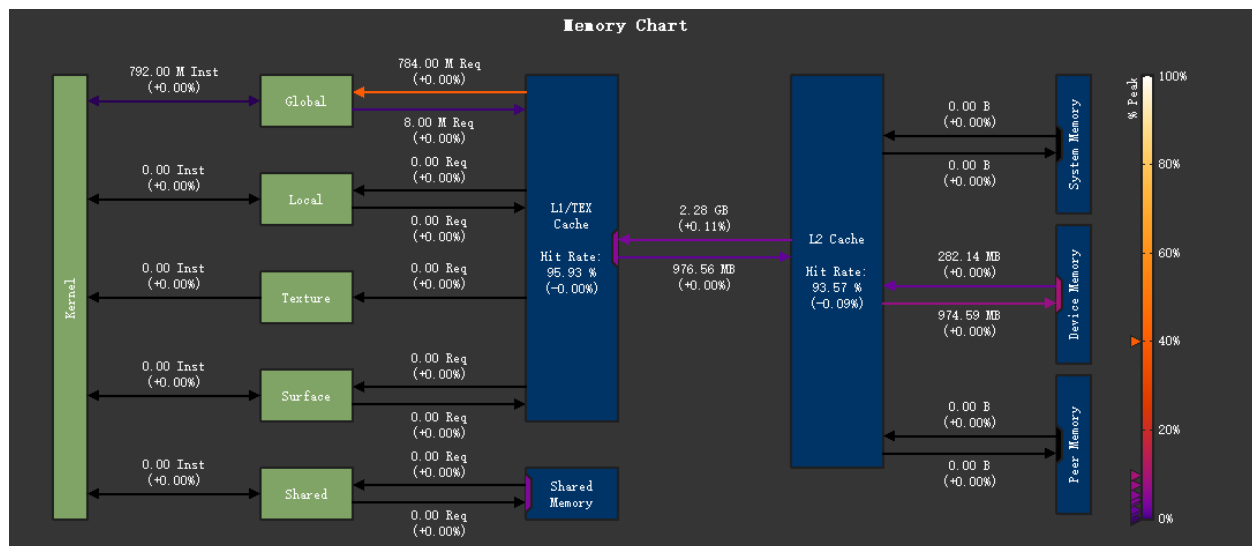 Memory Chart
Kernel
792.00 M Inst
(+0.00%)
0.00 Inst
(+0.00%)
0.00 Inst
(+0.00%)
0.00 Inst
(+0.00%)
0.00 Inst
(+0.00%)
Global
Local
Texture
Surface
Shared
784.00 M Req
(+0.00%)
8.00 M Req
(+0.00%)
0.00 Req
(+0.00%)
0.00 Req
(+0.00%)
0.00 Req
(+0.00%)
0.00 Req
(+0.00%)
0.00 Req
(+0.00%)
0.00 Req
(+0.00%)
0.00 Req
(+0.00%)
L1/TEX
Cache
Hit Rate:
95.93 %
(-0.00%)
Shared
Memory
2.28 GB
(+0.11%)
976.56 MB
(+0.00%)
L2 Cache
Hit Rate:
93.57 %
(-0.09%)
0.00 B
(+0.00%)
0.00 B
(+0.00%)
282.14 MB
(+0.00%)
974.59 MB
(+0.00%)
0.00 B
(+0.00%)
0.00 B
(+0.00%)
System Memory
Device Memory
Peer Memory
% Peak
100%
80%
60%
40%
20%
0%